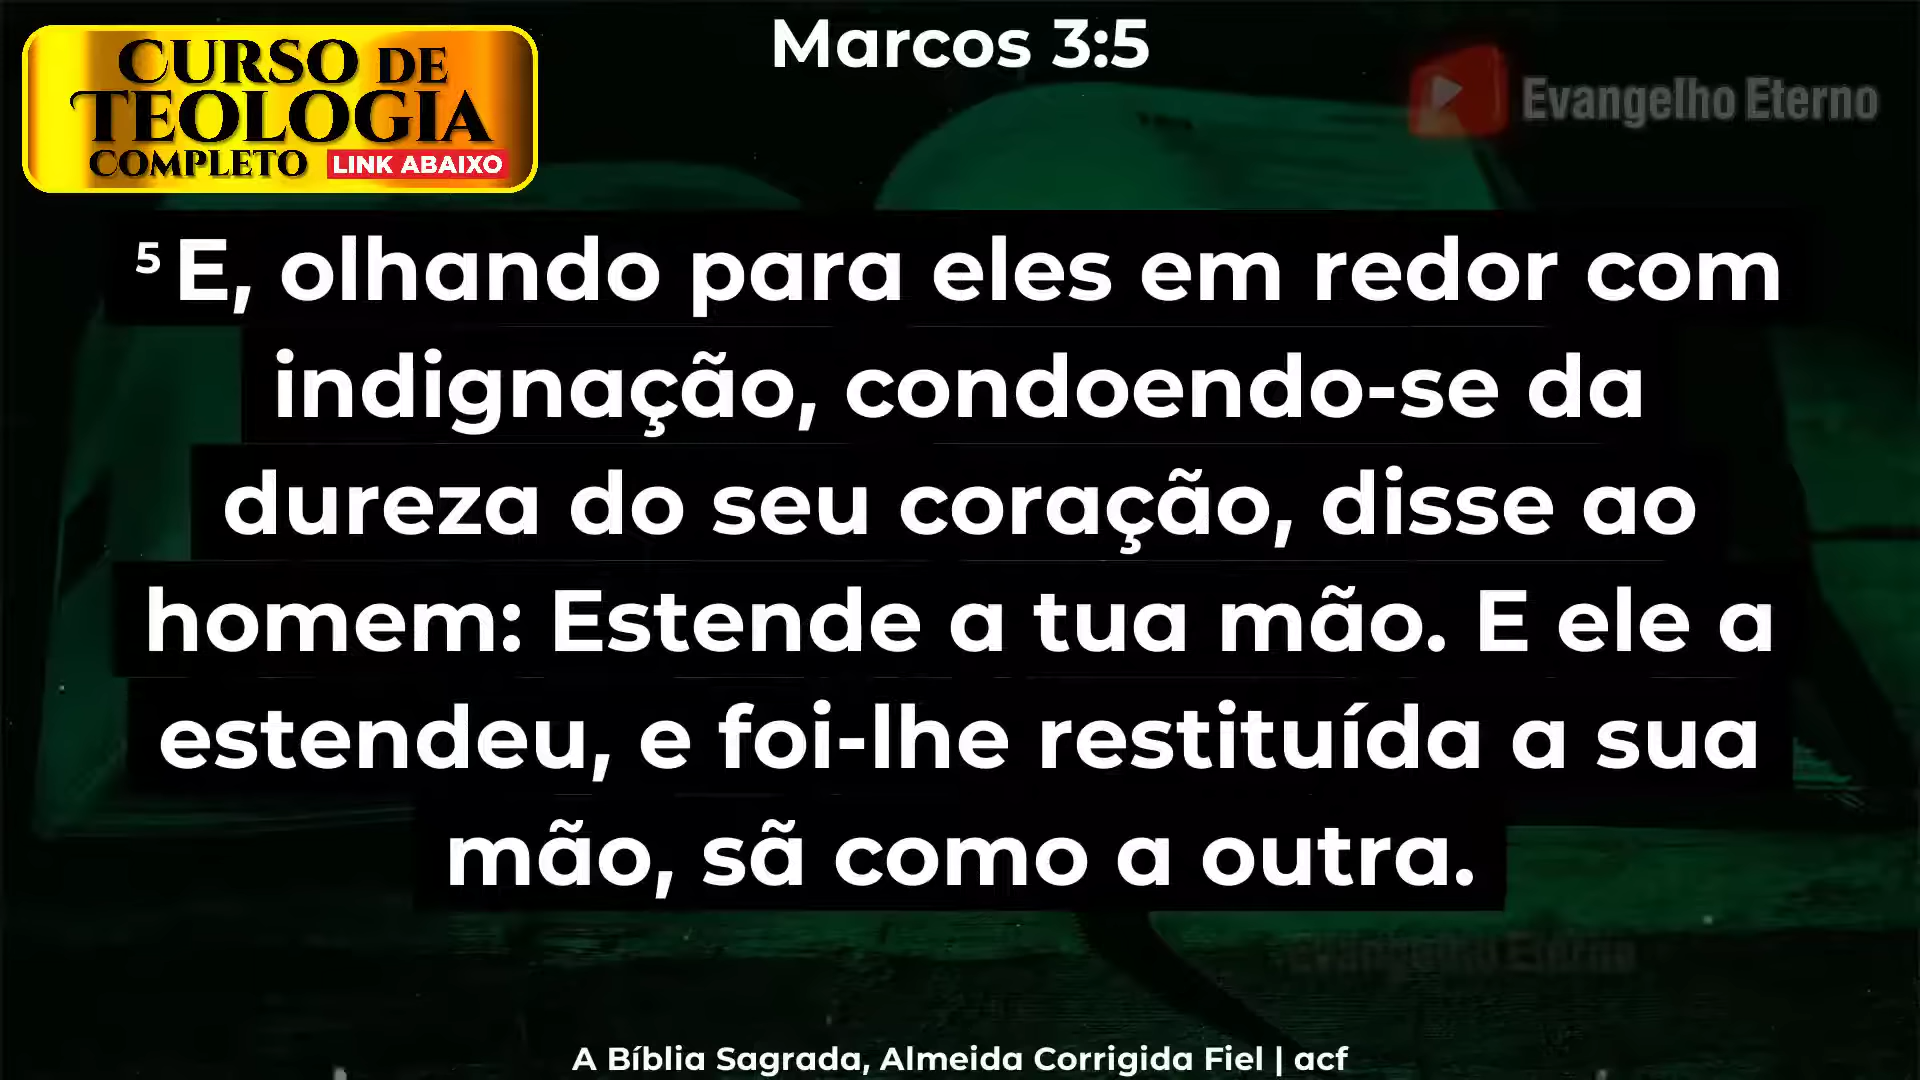 Marcos 3:5
CURSO DE
TEOLOGIA
COMPLETO LINK ABAIXO
Evangelho Eterno
5 E, olhando para eles em redor com
indignação, condoendo-se da
dureza do seu coração, disse ao
homem: Estende a tua mão. E ele a
estendeu, e foi-lhe restituída a sua
mão, sã como a outra.
Evangelho Eterno
A Bíblia Sagrada, Almeida Corrigida Fiel | acf